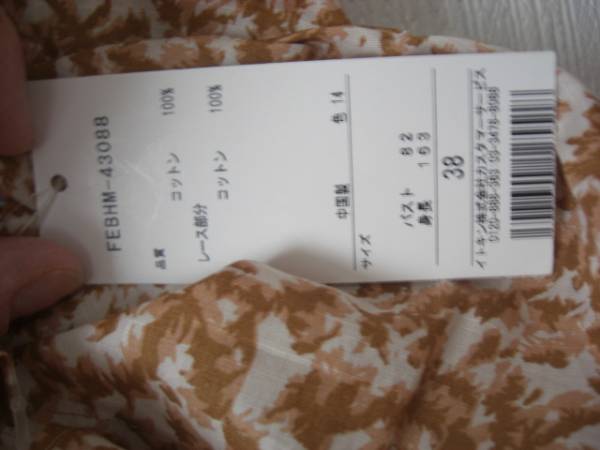 FEBHM-43088
品質
コットン 100%
レース部分
コットン 100%
中国製 色 14
サイズ
バスト 82
身長 153
38
イトキン株式会社カスタマーサービス
0120-888-363 03-3478-8088